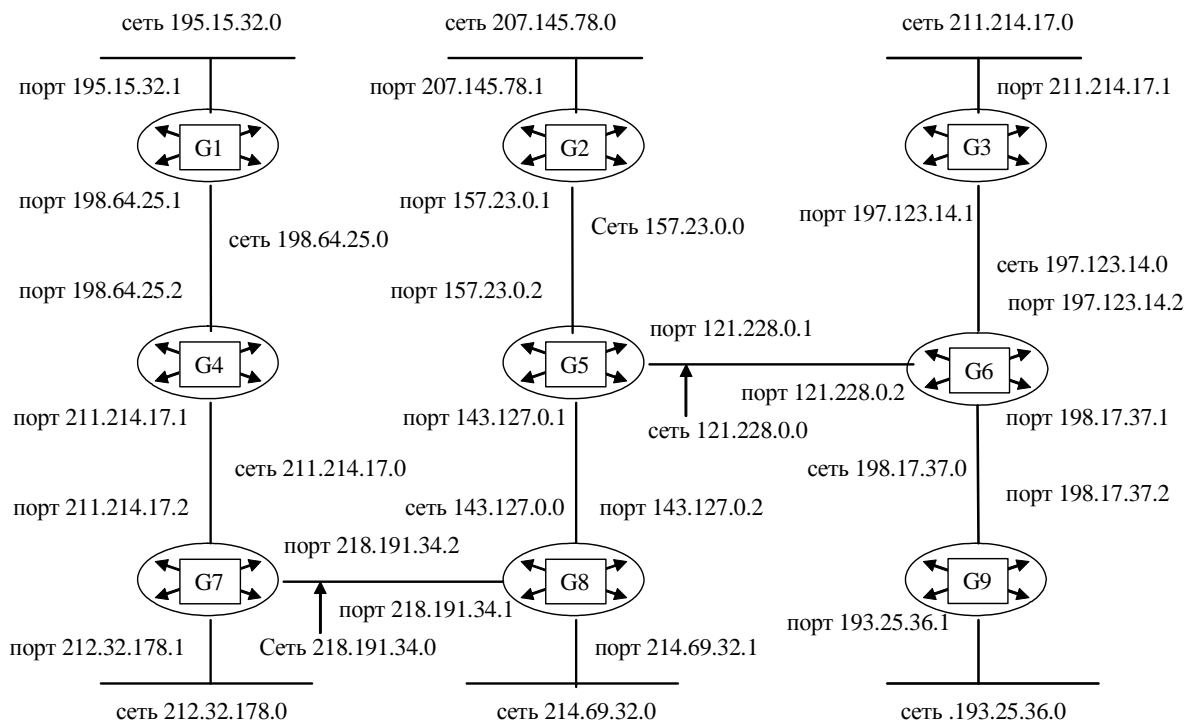 сеть 195.15.32.0
сеть 207.145.78.0
сеть 211.214.17.0
порт 195.15.32.1
порт 207.145.78.1
порт 211.214.17.1
G1
G2
G3
порт 198.64.25.1
порт 157.23.0.1
порт 197.123.14.1
сеть 198.64.25.0
Сеть 157.23.0.0
сеть 197.123.14.0
порт 198.64.25.2
порт 157.23.0.2
порт 197.123.14.2
порт 121.228.0.1
G4
G5
G6
порт 121.228.0.2
порт 211.214.17.1
порт 143.127.0.1
порт 198.17.37.1
сеть 121.228.0.0
сеть 211.214.17.0
сеть 198.17.37.0
порт 211.214.17.2
сеть 143.127.0.0
порт 143.127.0.2
порт 198.17.37.2
порт 218.191.34.2
G7
G8
G9
порт 218.191.34.1
порт 193.25.36.1
порт 212.32.178.1
Сеть 218.191.34.0
порт 214.69.32.1
сеть 212.32.178.0
сеть 214.69.32.0
сеть .193.25.36.0